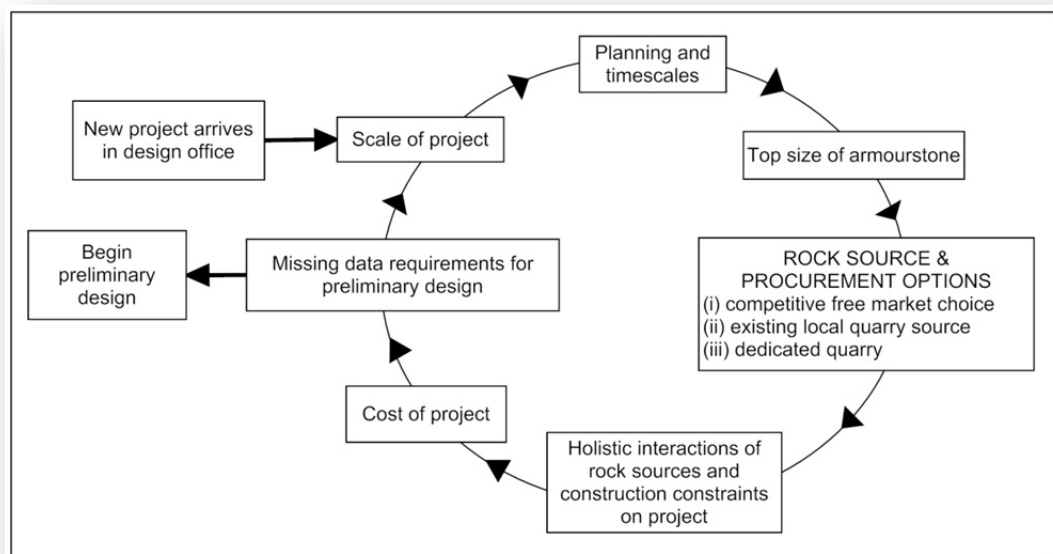 New project arrives
in design office
Scale of project
Planning and
timescales
Top size of armourstone
ROCK SOURCE &
PROCUREMENT OPTIONS
(i) competitive free market choice
(ii) existing local quarry source
(iii) dedicated quarry
Holistic interactions of
rock sources and
construction constraints
on project
Cost of project
Missing data requirements for
preliminary design
Begin
preliminary
design